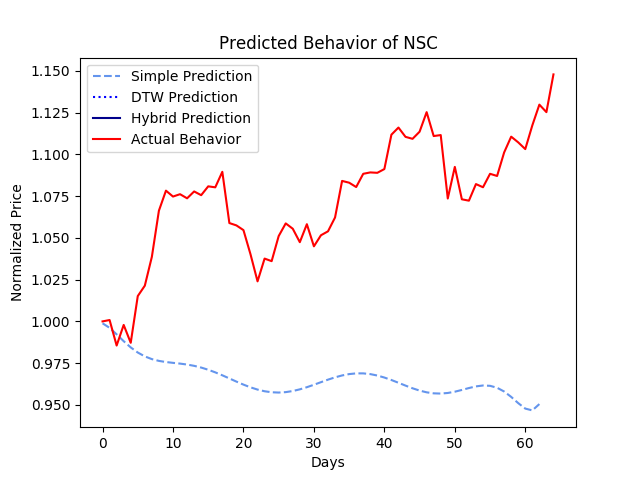 Predicted Behavior of NSC
Simple Prediction
DTW Prediction
Hybrid Prediction
Actual Behavior
1.150
1.125
1.100
1.075
1.050
1.025
1.000
0.975
0.950
Normalized Price
0 10 20 30 40 50 60
Days